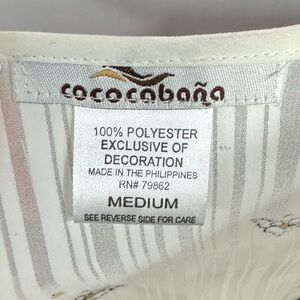 cococabaña
100% POLYESTER
EXCLUSIVE OF
DECORATION
MADE IN THE PHILIPPINES
RN# 79862
MEDIUM
SEE REVERSE SIDE FOR CARE